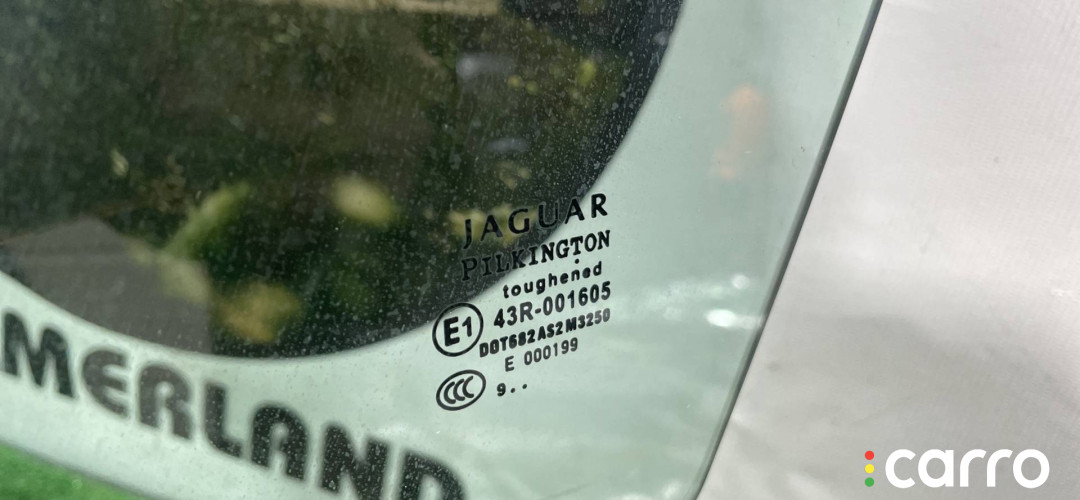 JAGUAR
PILKINGTON
toughened
E1 43R-001605
DOT682 AS2 M3250
E 000199
CCC 9..
MERLAND
carro